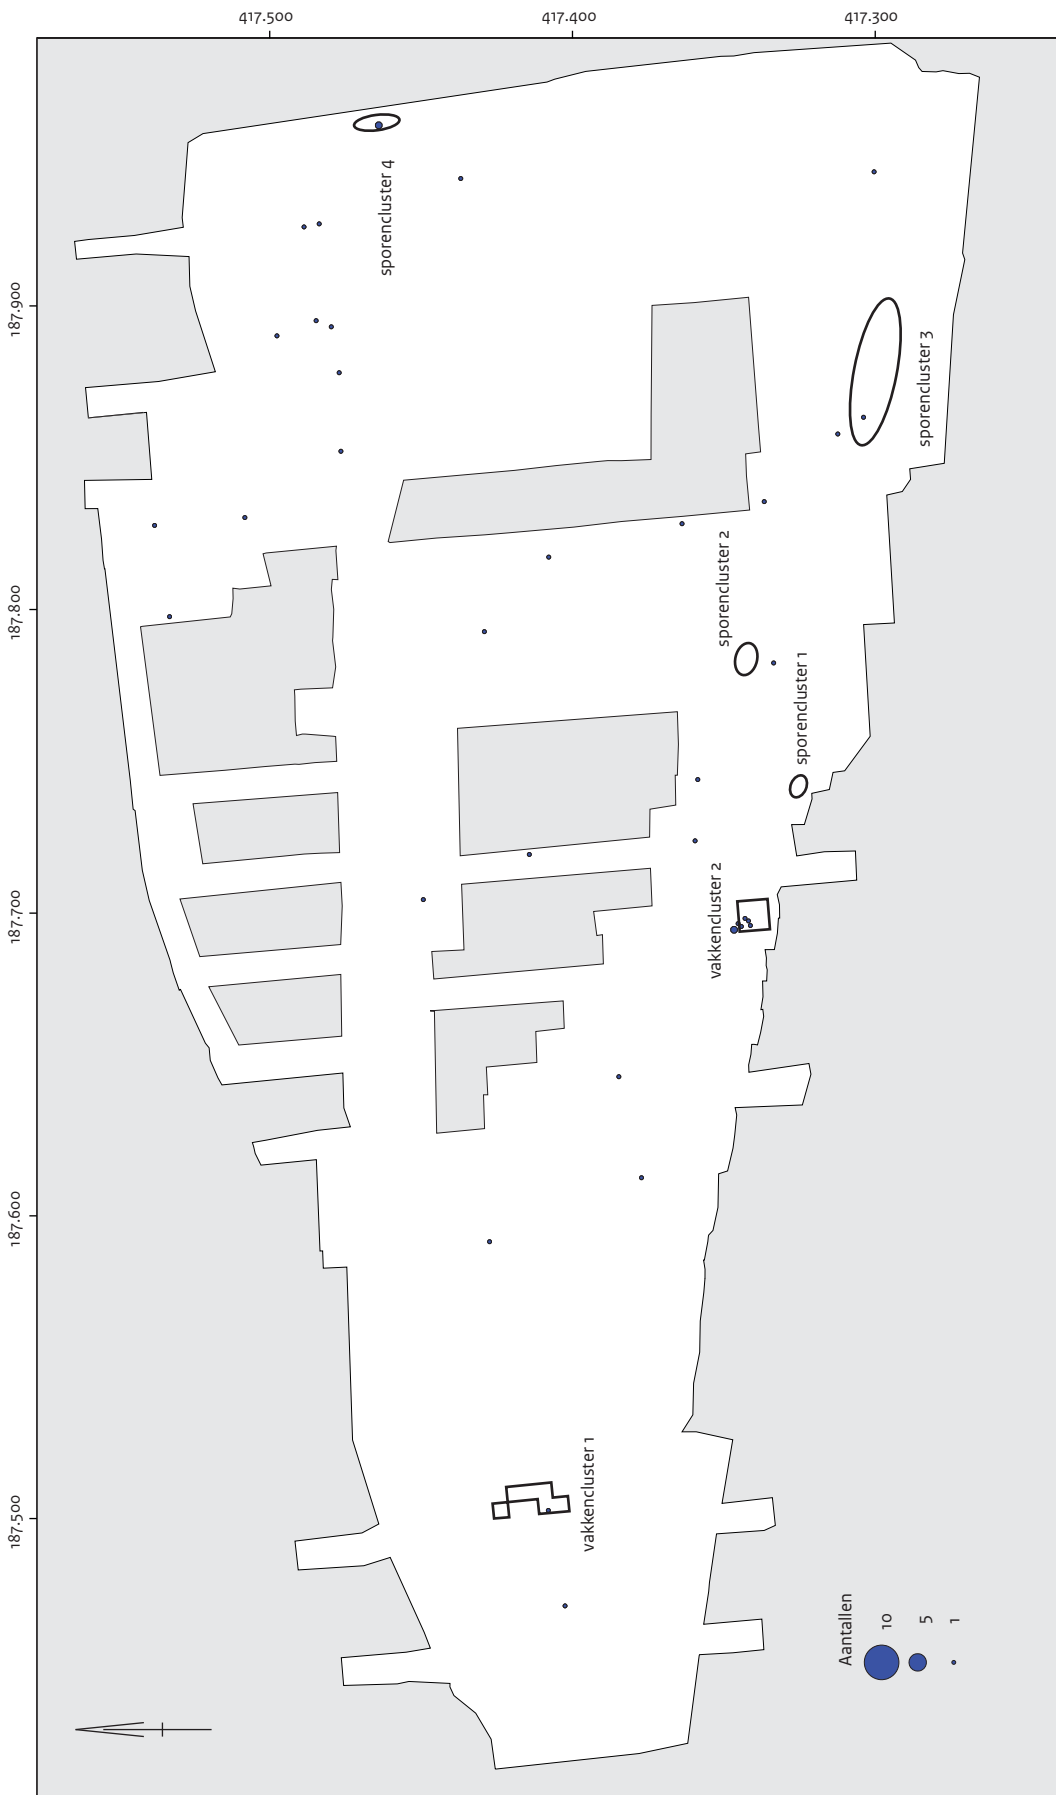 417.500
417.400
417.300
187.900
187.800
187.700
187.600
187.500
sporencluster 4
sporencluster 3
sporencluster 2
sporencluster 1
vakkencluster 2
vakkencluster 1
Aantallen
10
5
1